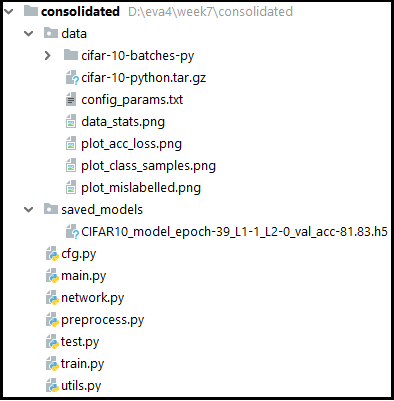 consolidated D:\eva4\week7\consolidated
data
cifar-10-batches-py
cifar-10-python.tar.gz
config_params.txt
data_stats.png
plot_acc_loss.png
plot_class_samples.png
plot_mislabelled.png
saved_models
CIFAR10_model_epoch-39_L1-1_L2-0_val_acc-81.83.h5
cfg.py
main.py
network.py
preprocess.py
test.py
train.py
utils.py